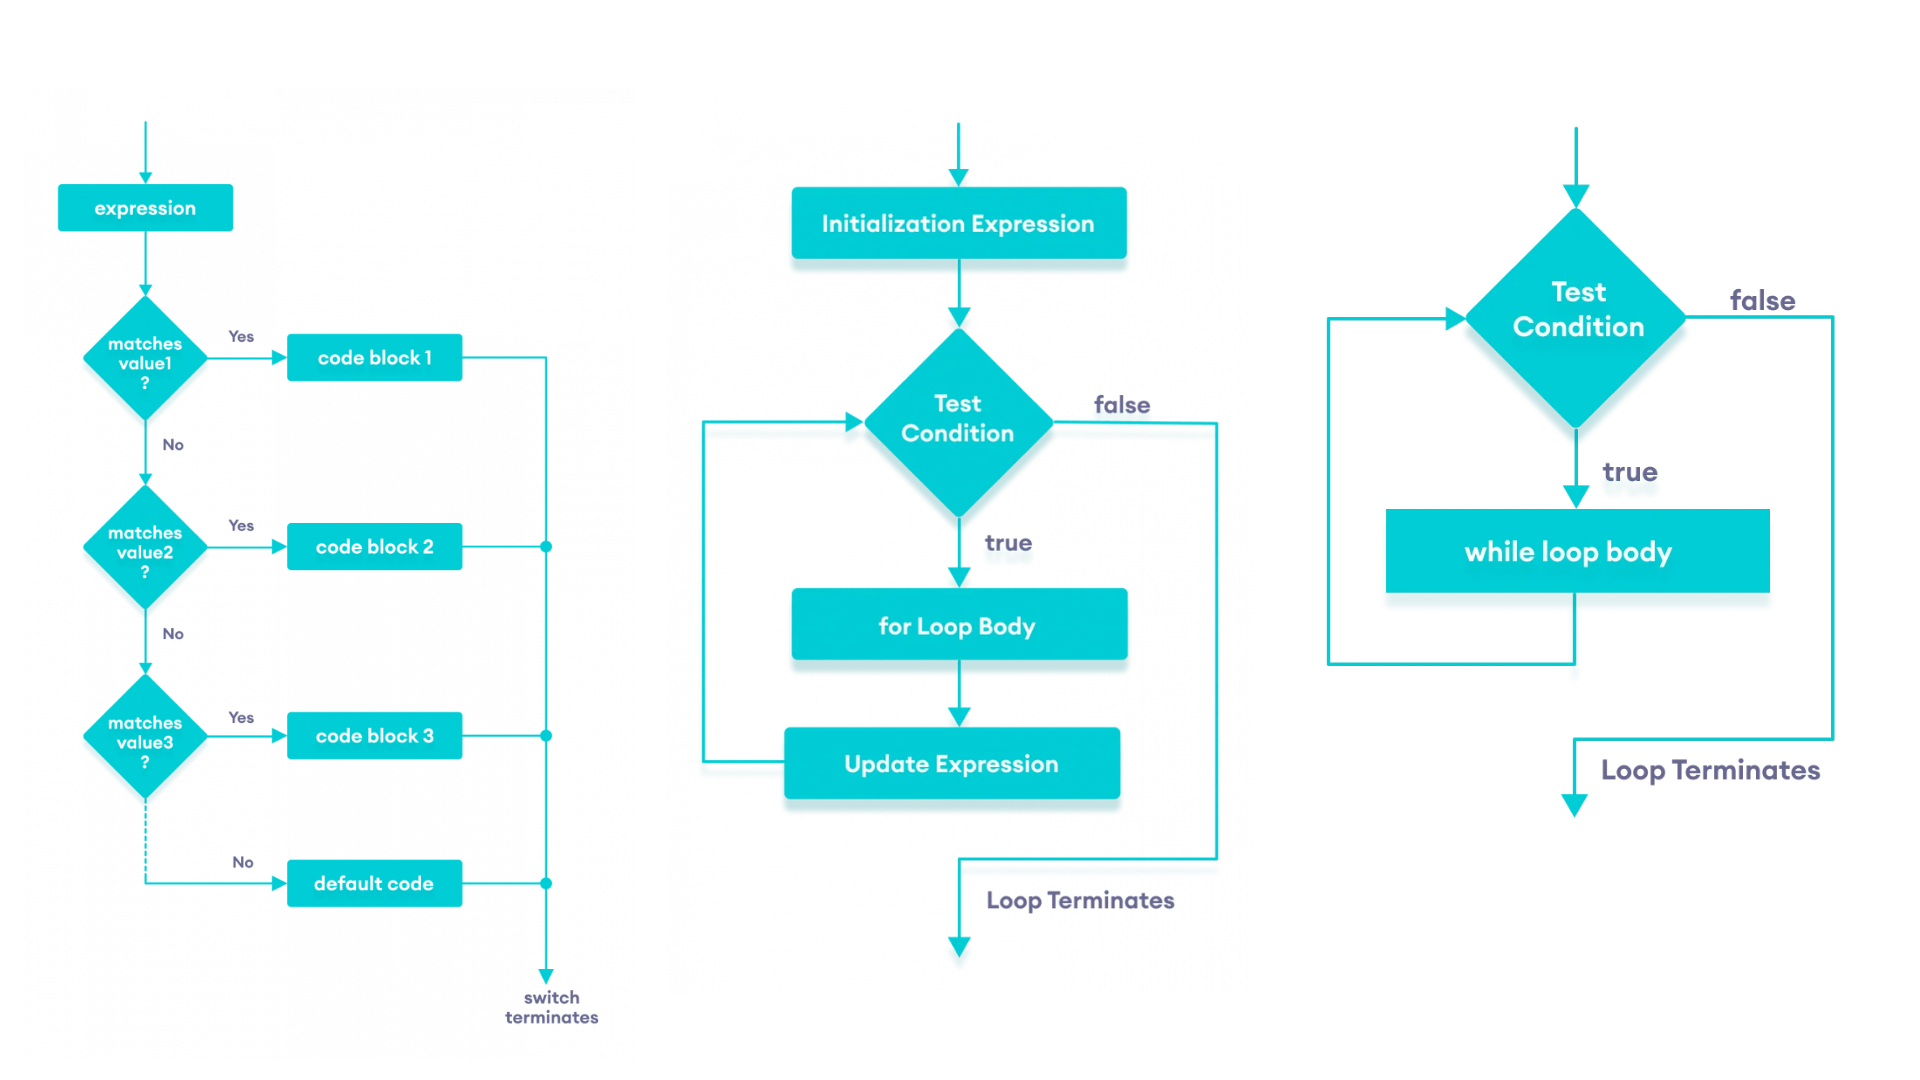 expression
matches
value1
?
Yes
code block 1
No
matches
value2
?
Yes
code block 2
No
matches
value3
?
Yes
code block 3
No
default code
switch
terminates
Initialization Expression
Test
Condition
false
true
for Loop Body
Update Expression
Loop Terminates
Test
Condition
false
true
while loop body
Loop Terminates